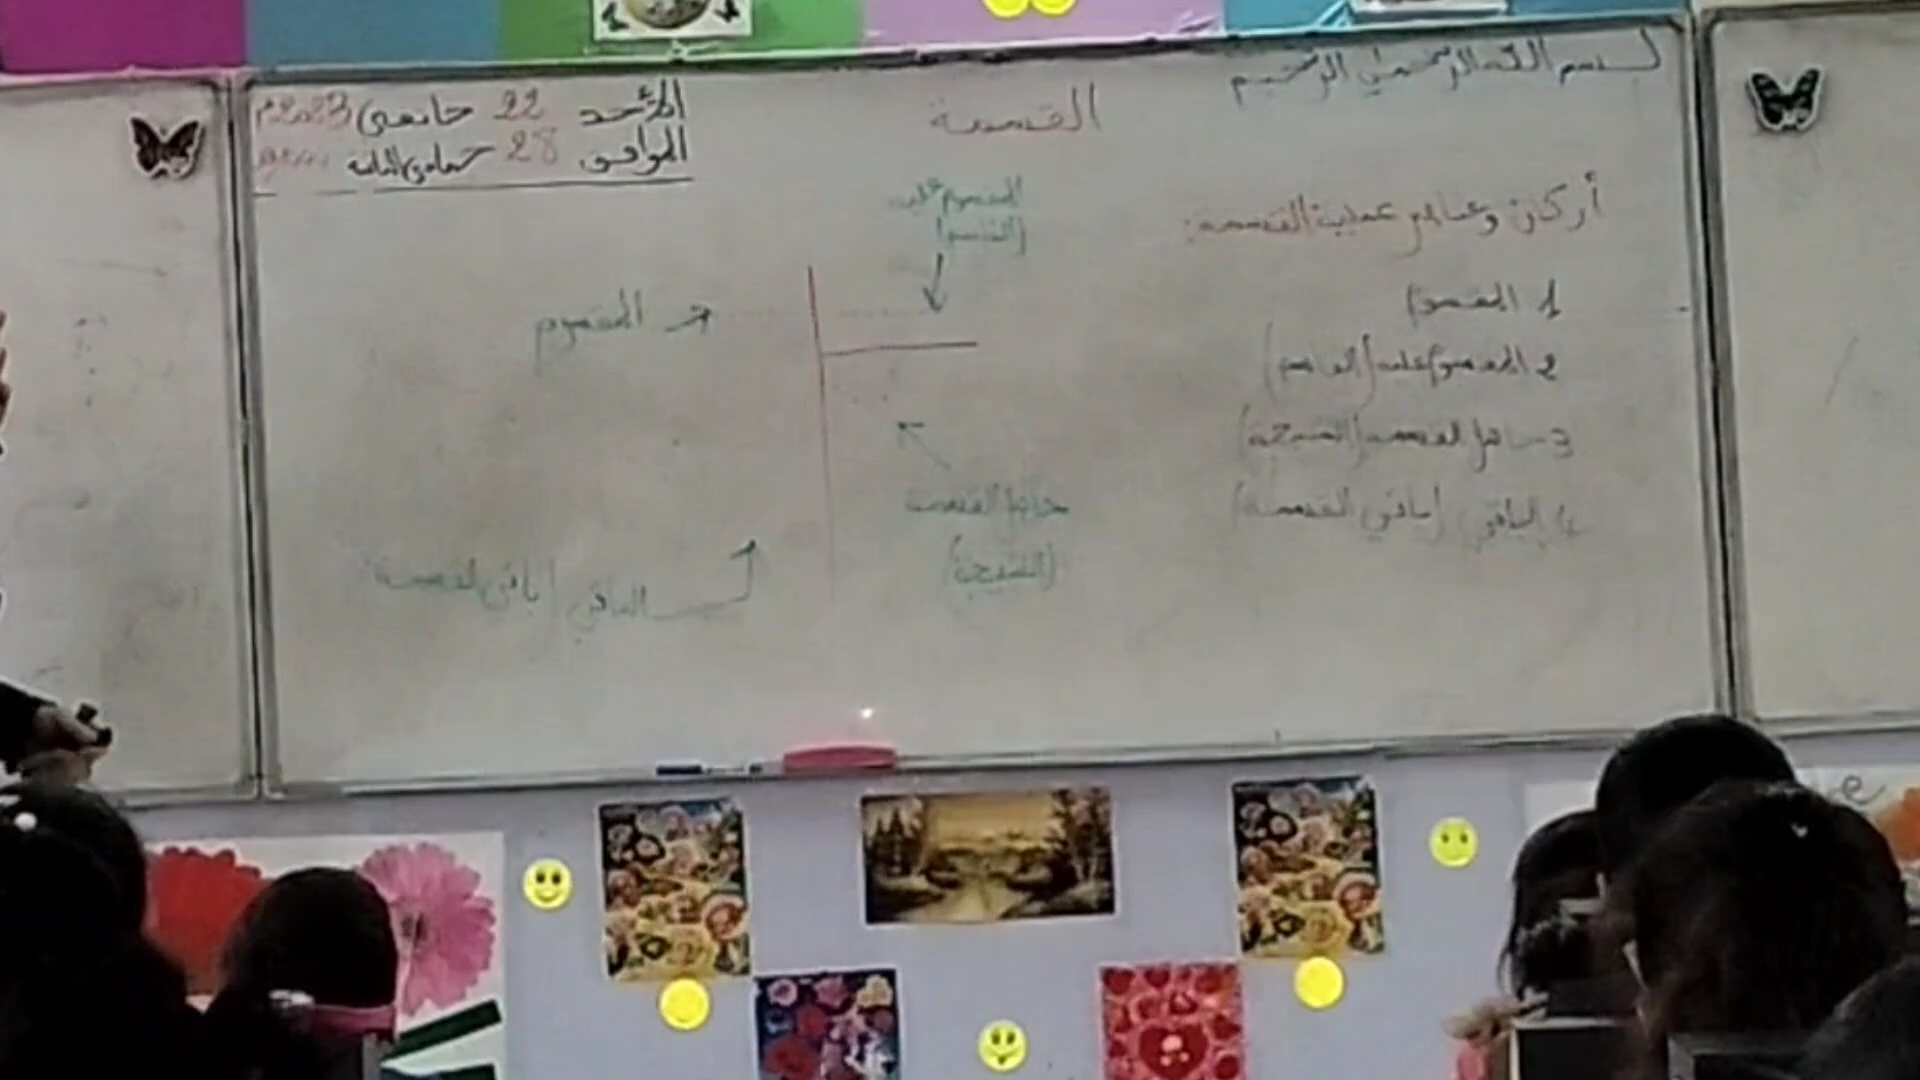 بسم الله الرحمن الرحيم
الأحد 22 جانفي 2023م
الموافق 28 جمادى الثانية
القسمة
أركان وعناصر عملية القسمة:
1 المقسوم
2 المقسوم عليه (القاسم)
3 حاصل القسمة (النتيجة)
4 الباقي (باقي القسمة)
المقسوم عليه
(القاسم)
المقسوم
حاصل القسمة
(النتيجة)
الباقي (باقي القسمة